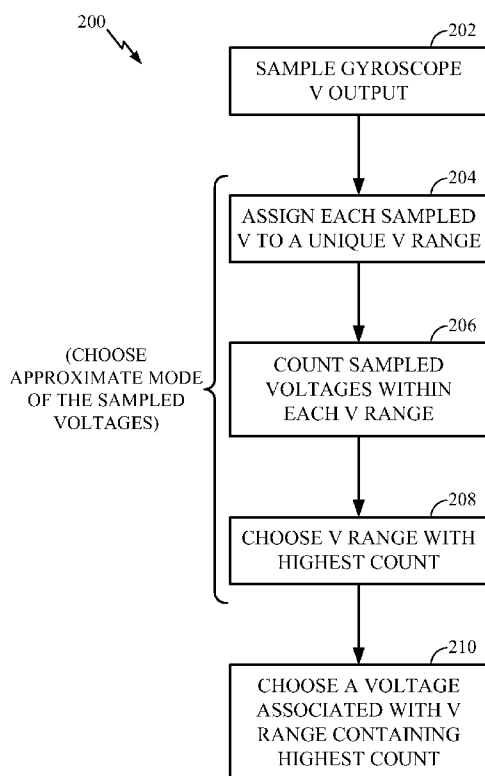 200
202
SAMPLE GYROSCOPE
V OUTPUT
204
ASSIGN EACH SAMPLED
V TO A UNIQUE V RANGE
206
COUNT SAMPLED
VOLTAGES WITHIN
EACH V RANGE
(CHOOSE
APPROXIMATE MODE
OF THE SAMPLED
VOLTAGES)
208
CHOOSE V RANGE WITH
HIGHEST COUNT
210
CHOOSE A VOLTAGE
ASSOCIATED WITH V
RANGE CONTAINING
HIGHEST COUNT